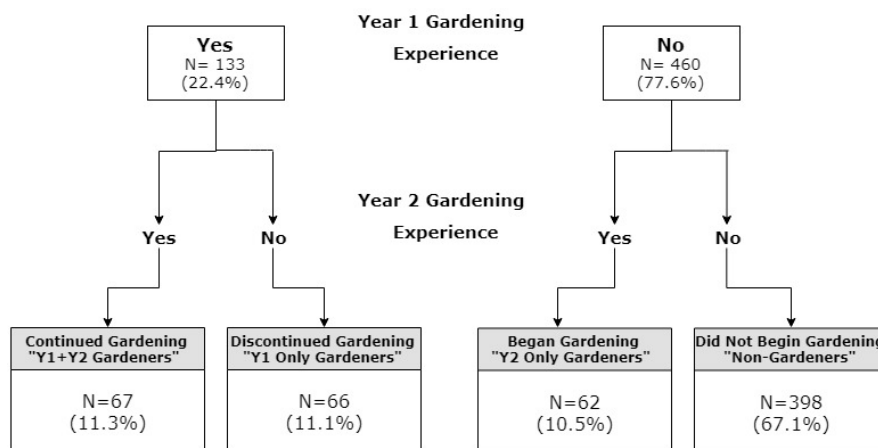 Year 1 Gardening
Experience
Yes
N= 133
(22.4%)
No
N= 460
(77.6%)
Year 2 Gardening
Experience
Yes
No
Yes
No
Continued Gardening
"Y1+Y2 Gardeners"
N=67
(11.3%)
Discontinued Gardening
"Y1 Only Gardeners"
N=66
(11.1%)
Began Gardening
"Y2 Only Gardeners"
N=62
(10.5%)
Did Not Begin Gardening
"Non-Gardeners"
N=398
(67.1%)